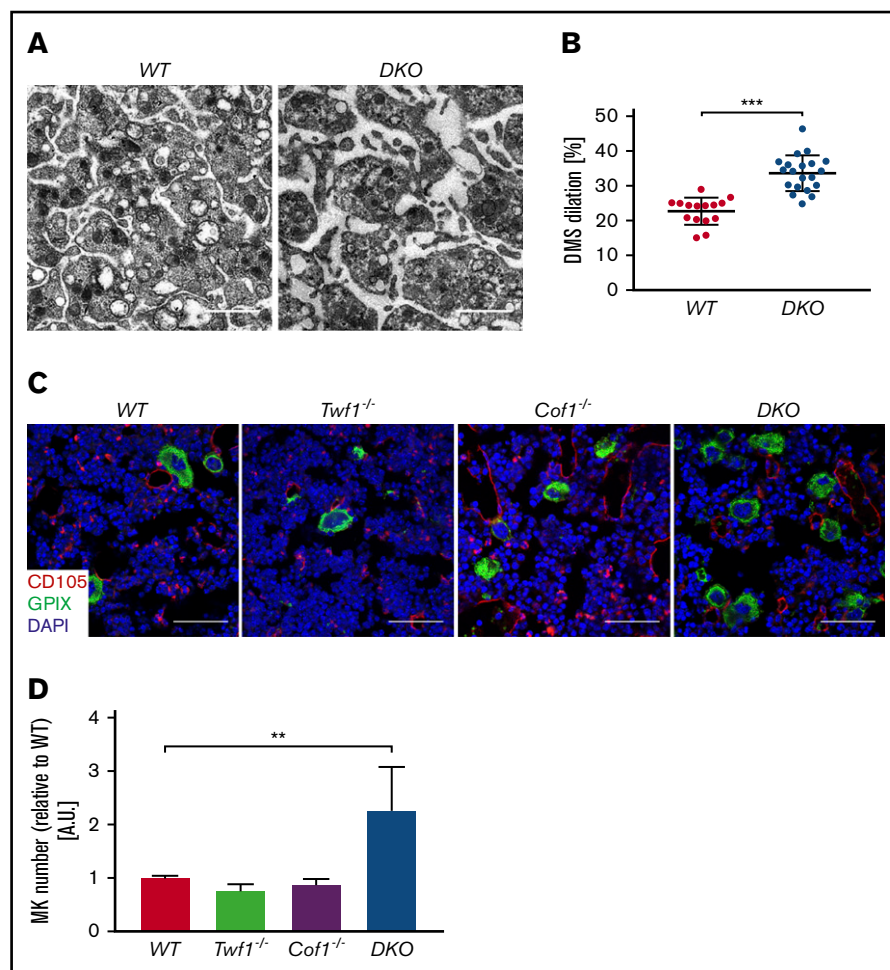 A
WT
DKO
B
***
DMS dilation [%]
50
40
30
20
10
0
WT
DKO
C
WT
Twf1-/-
Cof1-/-
DKO
CD105
GPIX
DAPI
D
**
MK number (relative to WT)
[A.U.]
4
3
2
1
0
WT
Twf1-/-
Cof1-/-
DKO